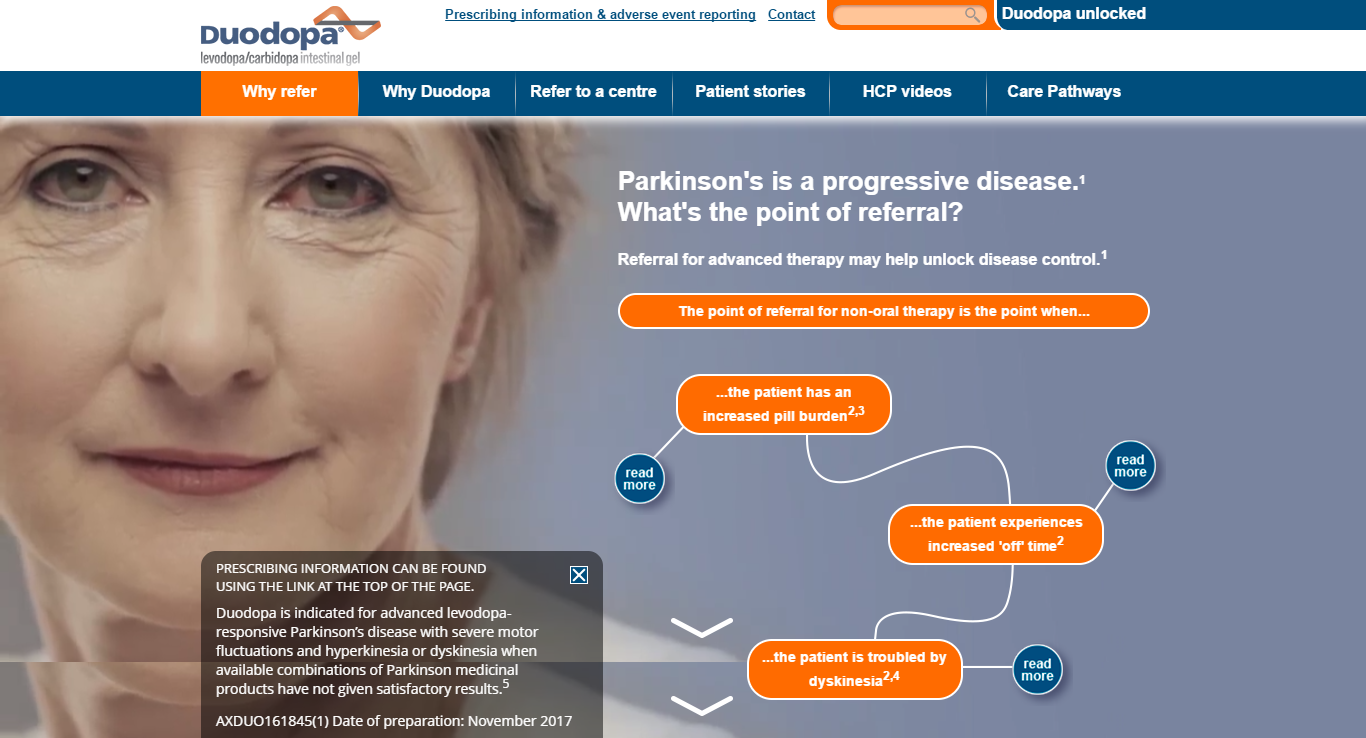 Prescribing information & adverse event reporting Contact
Duodopa unlocked
Duodopa®
levodopa/carbidopa intestinal gel
Why refer
Why Duodopa
Refer to a centre
Patient stories
HCP videos
Care Pathways
Parkinson's is a progressive disease.1
What's the point of referral?
Referral for advanced therapy may help unlock disease control.1
The point of referral for non-oral therapy is the point when...
...the patient has an
increased pill burden2,3
read
more
read
more
...the patient experiences
increased 'off' time2
...the patient is troubled by
dyskinesia2,4
read
more
PRESCRIBING INFORMATION CAN BE FOUND
USING THE LINK AT THE TOP OF THE PAGE.
Duodopa is indicated for advanced levodopa-
responsive Parkinson’s disease with severe motor
fluctuations and hyperkinesia or dyskinesia when
available combinations of Parkinson medicinal
products have not given satisfactory results.5
AXDUO161845(1) Date of preparation: November 2017